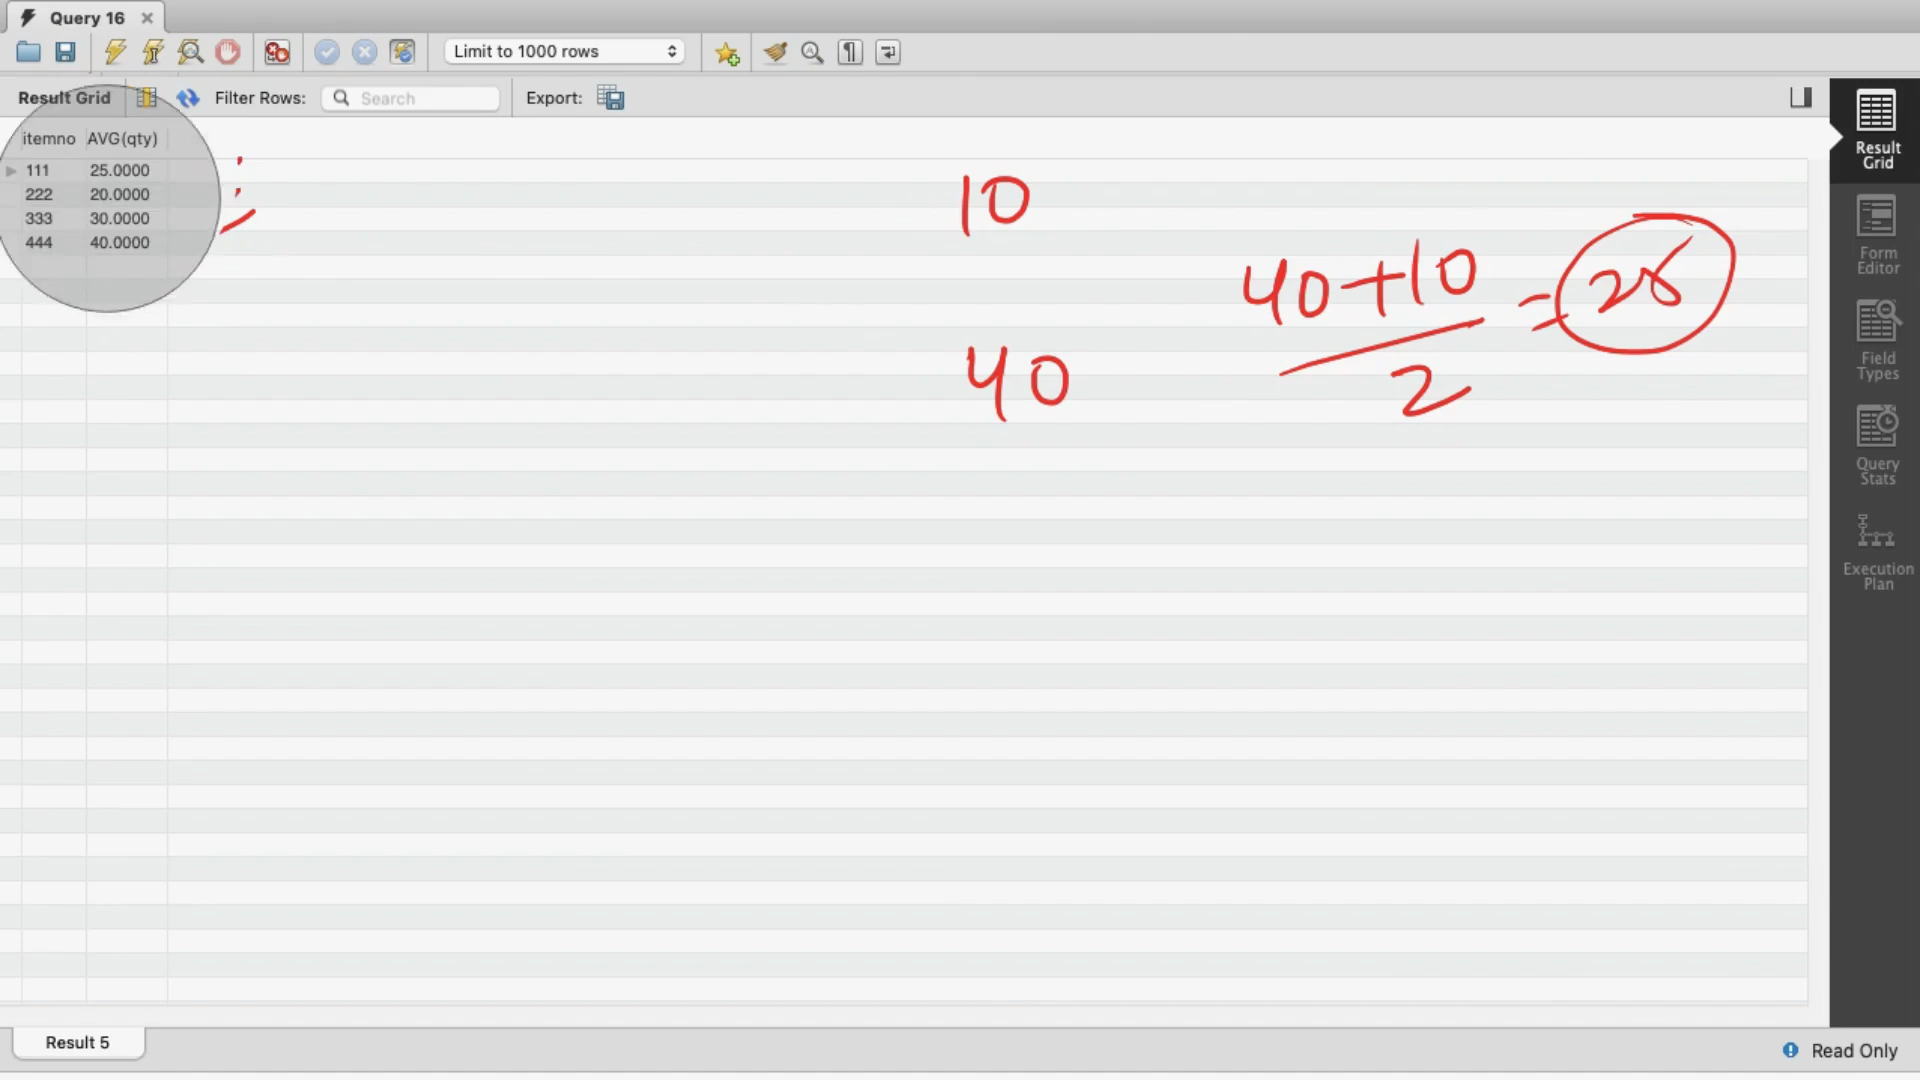 Query 16
Limit to 1000 rows
Result Grid Filter Rows: Search Export:
itemno AVG(qty)
111 25.0000
222 20.0000
333 30.0000
444 40.0000
10
40
40+10
2
= 25
Result Grid
Form Editor
Field Types
Query Stats
Execution Plan
Result 5
Read Only